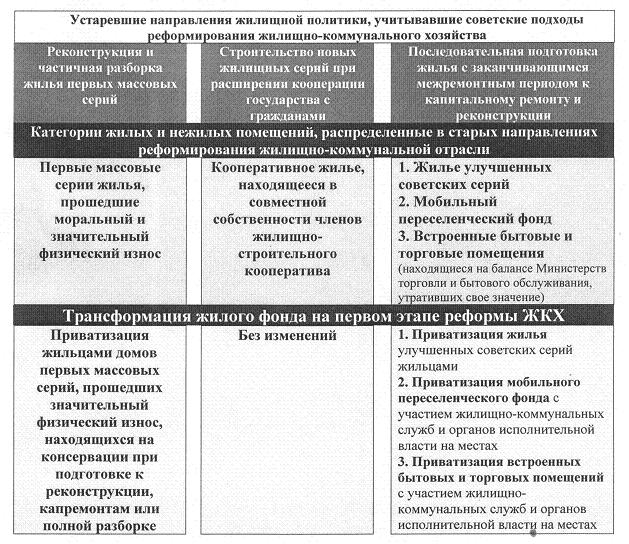 Устаревшие направления жилищной политики, учитывавшие советские подходы
реформирования жилищно-коммунального хозяйства
Реконструкция и
частичная разборка
жилья первых массовых
серий
Строительство новых
жилищных серий при
расширении кооперации
государства с
гражданами
Последовательная подготовка
жилья с заканчивающимся
межремонтным периодом к
капитальному ремонту и
реконструкции
Категории жилых и нежилых помещений, распределенные в старых направлениях
реформирования жилищно-коммунальной отрасли
Первые массовые
серии жилья,
прошедшие
моральный и
значительный
физический износ
Кооперативное жилье,
находящееся в
совместной
собственности членов
жилищно-
строительного
кооператива
1. Жилье улучшенных
советских серий
2. Мобильный
переселенческий фонд
3. Встроенные бытовые и
торговые помещения
(находящиеся на балансе Министерств
торговли и бытового обслуживания,
утративших свое значение)
Трансформация жилого фонда на первом этапе реформы ЖКХ
Приватизация
жильцами домов
первых массовых
серий, прошедших
значительный
физический износ,
находящихся на
консервации при
подготовке к
реконструкции,
капремонтам или
полной разборке
Без изменений
1. Приватизация жилья
улучшенных советских серий
жильцами
2. Приватизация мобильного
переселенческого фонда с
участием жилищно-коммунальных
служб и органов исполнительной
власти на местах
3. Приватизация встроенных
бытовых и торговых помещений
с участием жилищно-
коммунальных служб и органов
исполнительной власти на местах